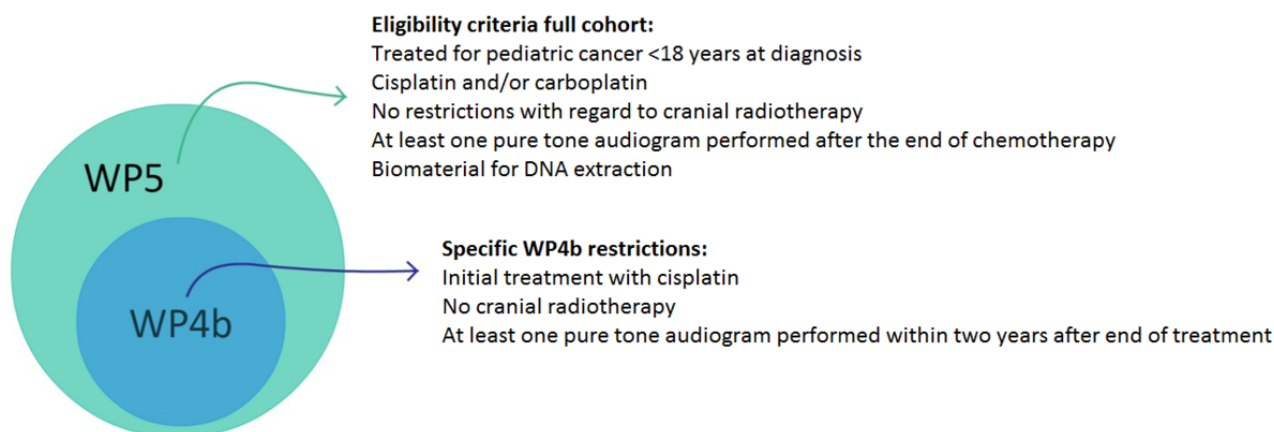 Eligibility criteria full cohort:
Treated for pediatric cancer <18 years at diagnosis
Cisplatin and/or carboplatin
No restrictions with regard to cranial radiotherapy
At least one pure tone audiogram performed after the end of chemotherapy
Biomaterial for DNA extraction
WP5
Specific WP4b restrictions:
Initial treatment with cisplatin
No cranial radiotherapy
At least one pure tone audiogram performed within two years after end of treatment
WP4b